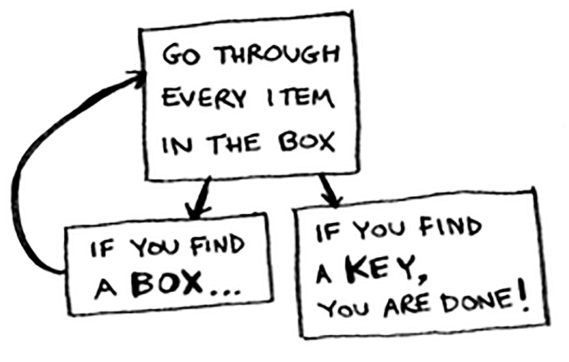 GO THROUGH
EVERY ITEM
IN THE BOX
IF YOU FIND
A BOX...
IF YOU FIND
A KEY,
YOU ARE DONE!